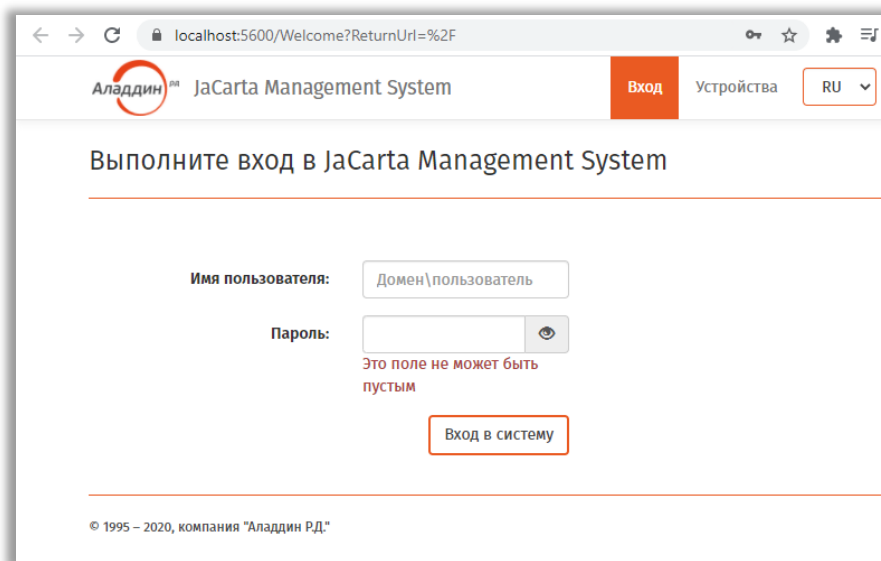 localhost:5600/Welcome?ReturnUrl=%2F
Аладдин РД JaCarta Management System Вход Устройства RU
Выполните вход в JaCarta Management System
Имя пользователя: Домен\пользователь
Пароль:
Это поле не может быть
пустым
Вход в систему
© 1995 – 2020, компания "Аладдин Р.Д."